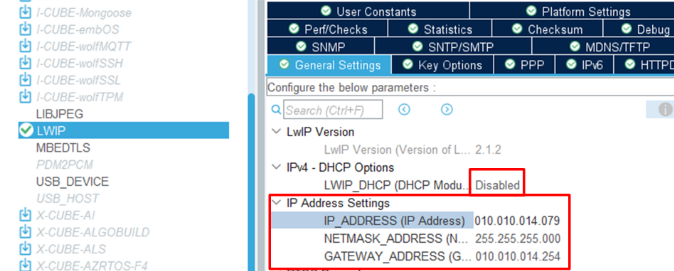 I-CUBE-Mongoose
I-CUBE-embOS
I-CUBE-wolfMQTT
I-CUBE-wolfSSH
I-CUBE-wolfSSL
I-CUBE-wolfTPM
LIBJPEG
LWIP
MBEDTLS
PDM2PCM
USB_DEVICE
USB_HOST
X-CUBE-AI
X-CUBE-ALGOBUILD
X-CUBE-ALS
X-CUBE-AZRTOS-F4
User Constants Platform Settings
Perf/Checks Statistics Checksum Debug
SNMP SNTP/SMTP MDNS/TFTP
General Settings Key Options PPP IPv6 HTTPD
Configure the below parameters :
Search (Ctrl+F)
LwIP Version
LwIP Version (Version of L... 2.1.2
IPv4 - DHCP Options
LWIP_DHCP (DHCP Modu... Disabled
IP Address Settings
IP_ADDRESS (IP Address) 010.010.014.079
NETMASK_ADDRESS (N... 255.255.255.000
GATEWAY_ADDRESS (G... 010.010.014.254